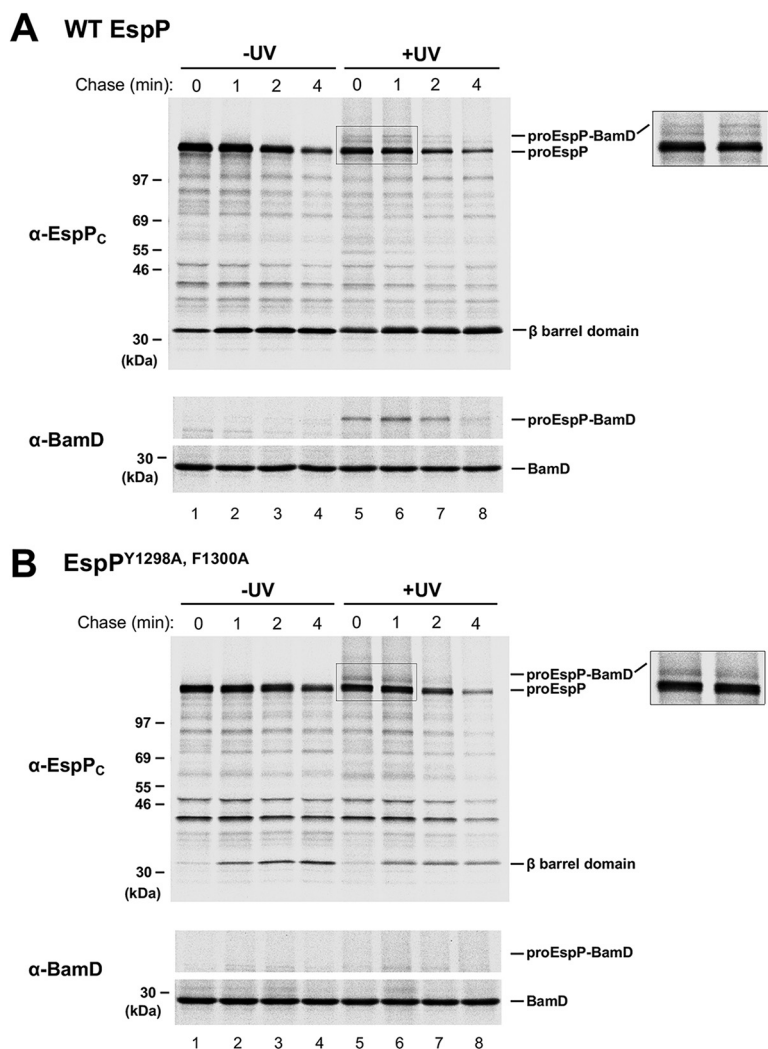 A WT EspP
-UV +UV
Chase (min): 0 1 2 4 0 1 2 4
proEspP-BamD
proEspP
97
69
α-EspPC
55
46
β barrel domain
30
(kDa)
proEspP-BamD
α-BamD
30
(kDa)
BamD
1 2 3 4 5 6 7 8
B EspPY1298A, F1300A
-UV +UV
Chase (min): 0 1 2 4 0 1 2 4
proEspP-BamD
proEspP
97
69
α-EspPC
55
46
β barrel domain
30
(kDa)
proEspP-BamD
α-BamD
30
BamD
(kDa)
1 2 3 4 5 6 7 8